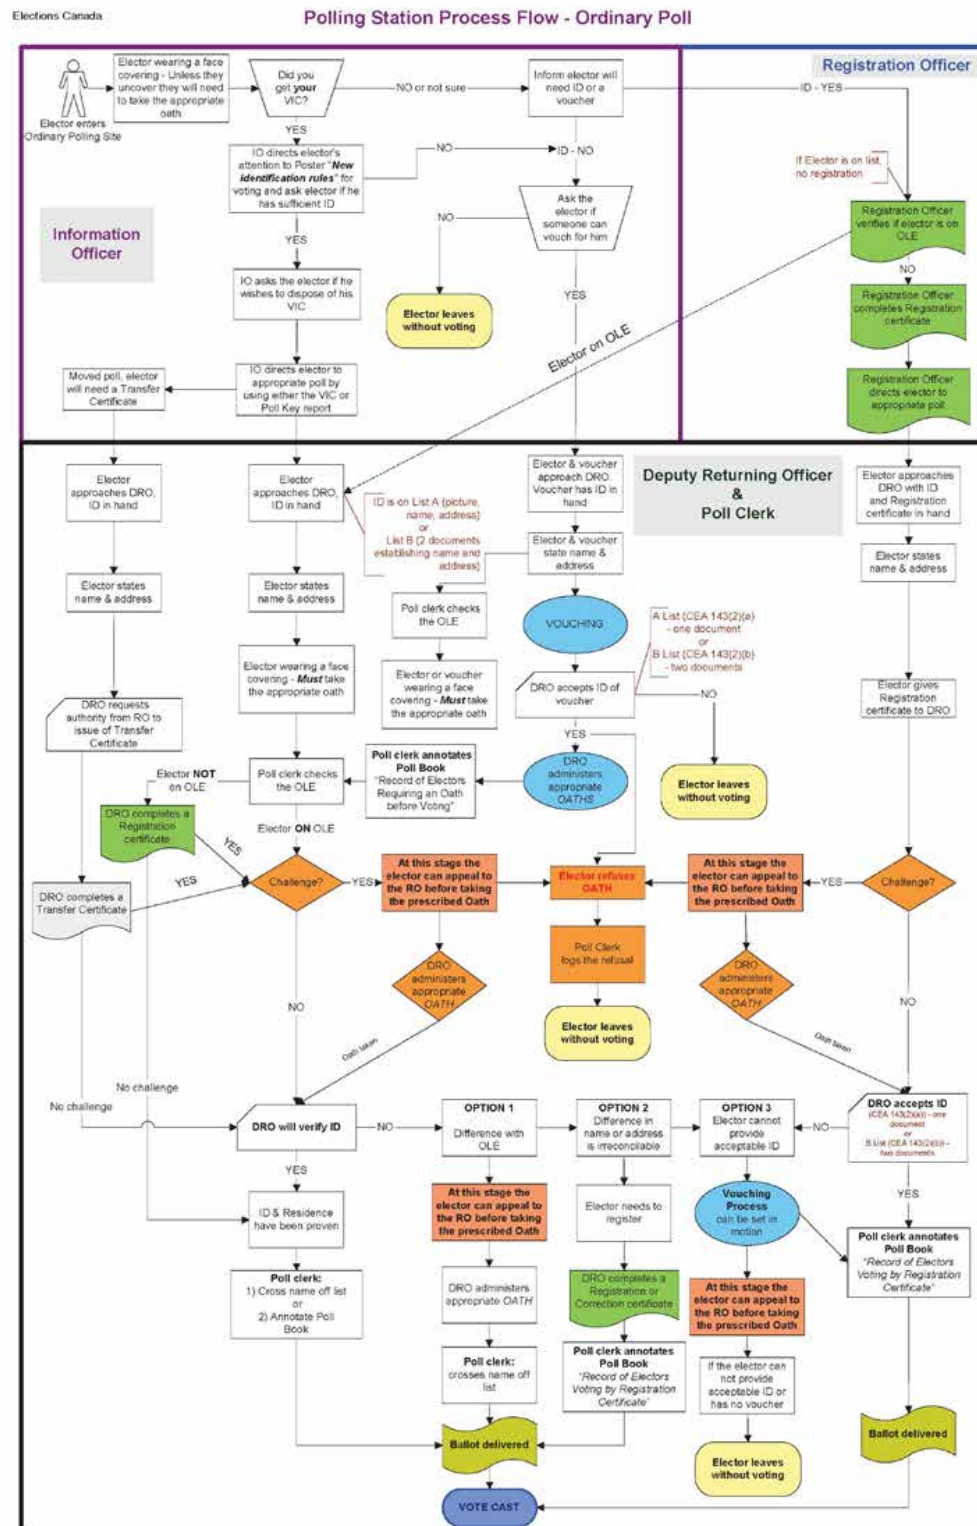 Elections Canada
Polling Station Process Flow - Ordinary Poll
Registration Officer
Elector wearing a face
covering - Unless they
uncover they will need
to take the appropriate
oath
Elector enters
Ordinary Polling Site
Did you
get your
VIC?
NO or not sure
Inform elector will
need ID or a
voucher
ID - YES
YES
IO directs elector's
attention to Poster "New
identification rules" for
voting and ask elector if he
has sufficient ID
NO
ID - NO
If Elector is on list,
no registration
Ask the
elector if
someone can
vouch for him
NO
Registration Officer
verifies if elector is on
OLE
Information
Officer
YES
IO asks the elector if he
wishes to dispose of his
VIC
YES
NO
Elector leaves
without voting
Registration Officer
completes Registration
certificate
Elector on OLE
Moved poll, elector
will need a Transfer
Certificate
IO directs elector to
appropriate poll by
using either the VIC or
Poll Key report
Registration Officer
directs elector to
appropriate poll
Elector
approaches DRO,
ID in hand
Elector
approaches DRO,
ID in hand
Elector & voucher
approach DRO.
Voucher has ID in
hand
Deputy Returning Officer
&
Poll Clerk
Elector approaches
DRO with ID
and Registration
certificate in hand
ID is on List A (picture,
name, address)
or
List B (2 documents
establishing name and
address)
Elector & voucher
state name &
address
Elector states
name & address
Elector states
name & address
Elector states
name & address
Poll clerk checks
the OLE
VOUCHING
A List (CEA 143(2)(a)
- one document
or
B List (CEA 143(2)(b)
- two documents
Elector wearing a face
covering - Must take
the appropriate oath
Elector or voucher
wearing a face
covering - Must take
the appropriate oath
DRO accepts ID of
voucher
NO
Elector gives
Registration
certificate to DRO
DRO requests
authority from RO to
issue of Transfer
Certificate
YES
Elector NOT
on OLE
Poll clerk checks
the OLE
Poll clerk annotates
Poll Book
"Record of Electors
Requiring an Oath
before Voting"
DRO
administers
appropriate
OATHS
Elector leaves
without voting
DRO completes a
Registration
certificate
Elector ON OLE
YES
YES
DRO completes a
Transfer Certificate
Challenge?
YES
At this stage the
elector can appeal to
the RO before taking
the prescribed Oath
Elector refuses
OATH
At this stage the
elector can appeal to
the RO before taking
the prescribed Oath
YES
Challenge?
Poll Clerk
logs the refusal
DRO
administers
appropriate
OATH
DRO
administers
appropriate
OATH
NO
NO
Elector leaves
without voting
Oath taken
Oath taken
No challenge
No challenge
DRO will verify ID
NO
OPTION 1
Difference with
OLE
OPTION 2
Difference in
name or address
is irreconcilable
OPTION 3
Elector cannot
provide
acceptable ID
NO
DRO accepts ID
(CEA 143(2)(a)) - one
document
or
B List (CEA 143(2)(b)) -
two documents
YES
YES
ID & Residence
have been proven
At this stage the
elector can appeal to
the RO before taking
the prescribed Oath
Elector needs to
register
Vouching
Process
can be set in
motion
Poll clerk annotates
Poll Book
"Record of Electors
Voting by Registration
Certificate"
Poll clerk:
1) Cross name off list
or
2) Annotate Poll
Book
DRO administers
appropriate OATH
DRO completes a
Registration or
Correction certificate
At this stage the
elector can appeal to
the RO before taking
the prescribed Oath
Poll clerk:
crosses name off
list
Poll clerk annotates
Poll Book
"Record of Electors
Voting by Registration
Certificate"
If the elector can
not provide
acceptable ID or
has no voucher
Ballot delivered
Ballot delivered
Elector leaves
without voting
VOTE CAST